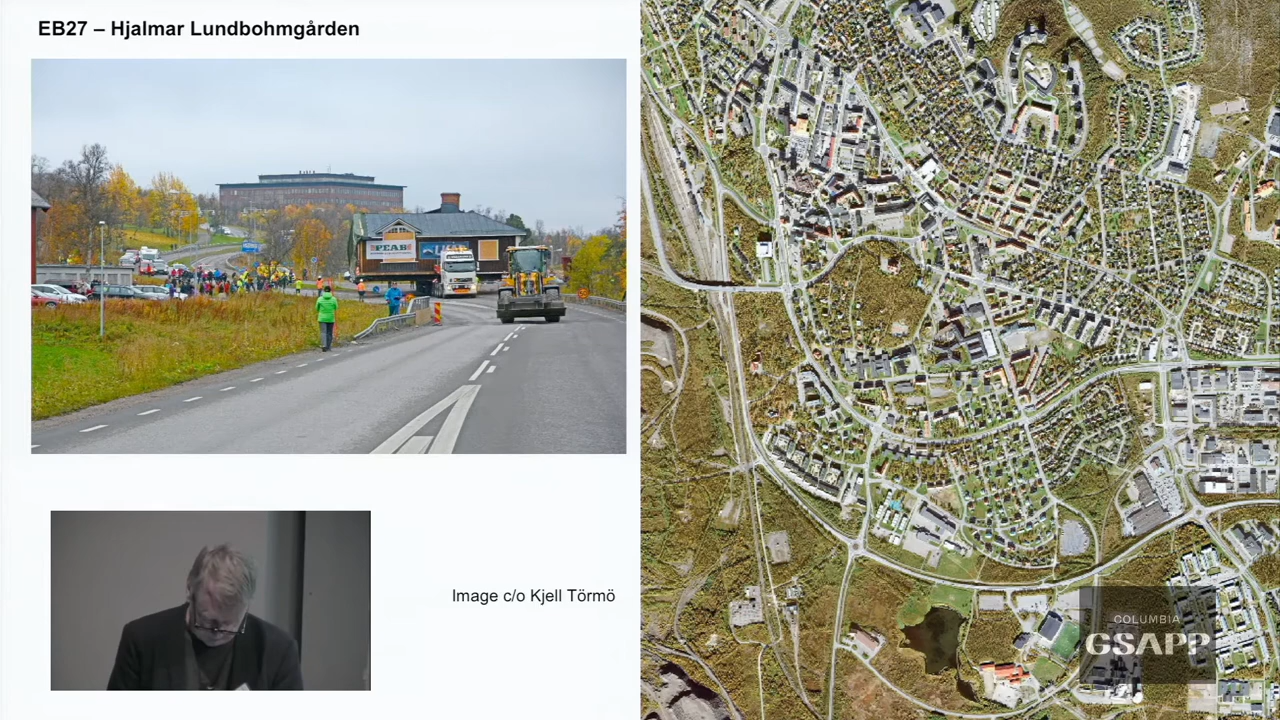 EB27 – Hjalmar Lundbohmgården
PEAB
Image c/o Kjell Törmö
COLUMBIA
GSAPP